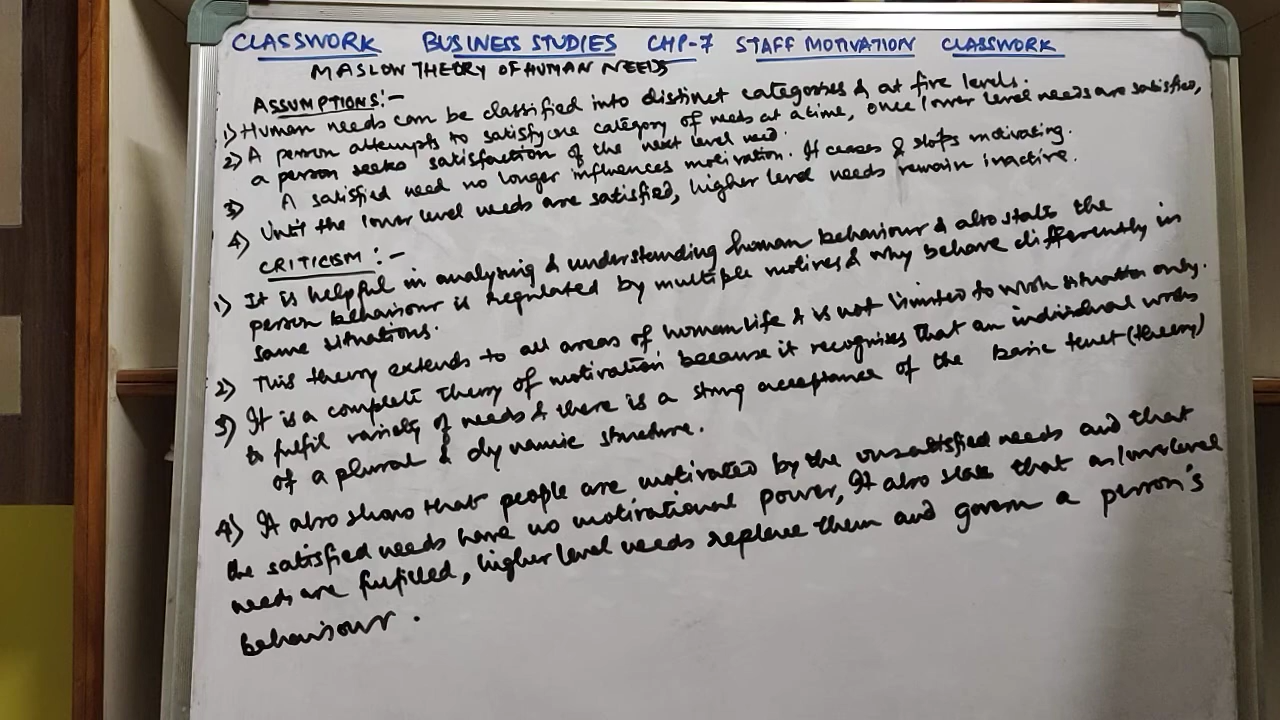 CLASSWORK BUSINESS STUDIES CHP-7 STAFF MOTIVATION CLASSWORK
MASLOW THEORY OF HUMAN NEEDS
ASSUMPTIONS:-
1) Human needs can be classified into distinct categories & at five levels.
2) A person attempts to satisfy one category of needs at a time, once lower level needs are satisfied,
a person seeks satisfaction of the next level need.
3) A satisfied need no longer influences motivation. It ceases & stops motivating.
4) Until the lower level needs are satisfied, higher level needs remain inactive.
CRITICISM:-
1) It is helpful in analysing & understanding human behaviour & also states the
person behaviour is regulated by multiple motives & why behave differently in
same situations.
2) This theory extends to all areas of human life & is not limited to work situation only.
3) It is a complete theory of motivation because it recognises that an individual works
to fulfil variety of needs & there is a strong acceptance of the basic tenet (theory)
of a plural & dynamic structure.
4) It also shows that people are motivated by the unsatisfied needs and that
the satisfied needs have no motivational power, It also state that as lower level
needs are fulfilled, higher level needs replace them and govern a person's
behaviour.